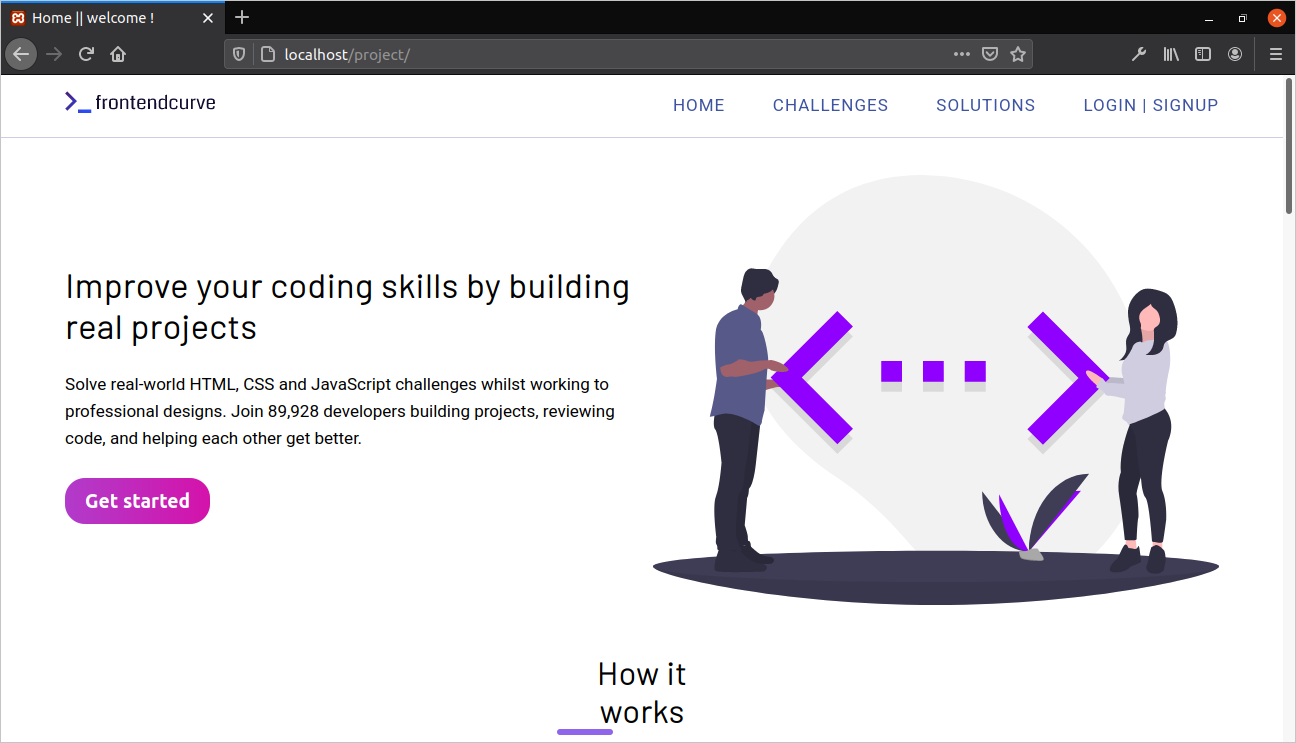 Home || welcome !
localhost/project/
frontendcurve
HOME
CHALLENGES
SOLUTIONS
LOGIN | SIGNUP
Improve your coding skills by building
real projects
Solve real-world HTML, CSS and JavaScript challenges whilst working to
professional designs. Join 89,928 developers building projects, reviewing
code, and helping each other get better.
Get started
How it
works